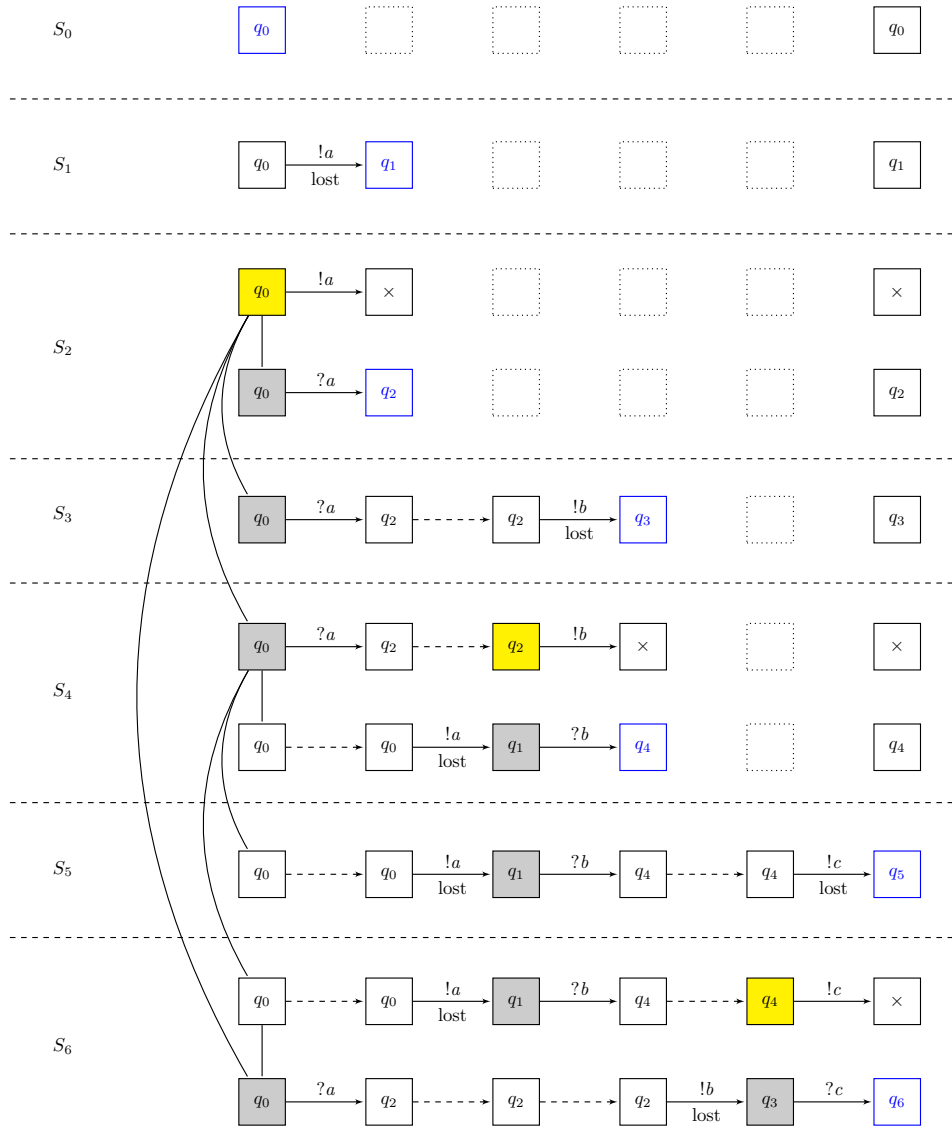 S₀ q₀ q₀
!a
S₁ q₀ q₁ q₁
lost
!a
q₀ × ×
S₂
?a
q₀ q₂ q₂
?a !b
S₃ q₀ q₂ q₂ q₃ q₃
lost
?a !b
q₀ q₂ q₂ × ×
S₄
!a ?b
q₀ q₀ q₁ q₄ q₄
lost
!a ?b !c
S₅ q₀ q₀ q₁ q₄ q₄ q₅
lost lost
!a ?b !c
q₀ q₀ q₁ q₄ q₄ ×
lost
S₆
?a !b ?c
q₀ q₂ q₂ q₂ q₃ q₆
lost